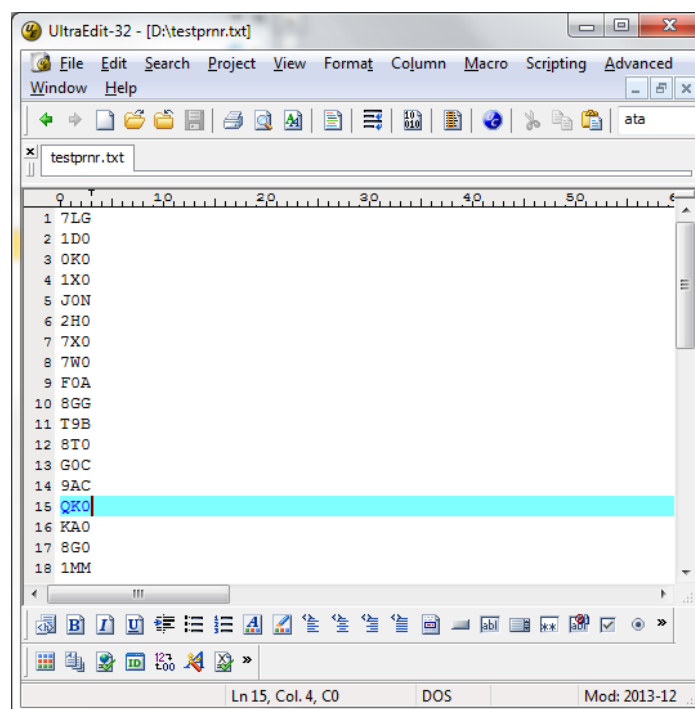 UltraEdit-32 - [D:\testprnr.txt]
File Edit Search Project View Format Column Macro Scripting Advanced
Window Help
ata
testprnr.txt
0 10 20 30 40 50 6
1 7LG
2 1D0
3 0K0
4 1X0
5 J0N
6 2H0
7 7X0
8 7W0
9 F0A
10 8GG
11 T9B
12 8T0
13 G0C
14 9AC
15 QK0
16 KA0
17 8G0
18 1MM
Ln 15, Col. 4, C0 DOS Mod: 2013-12